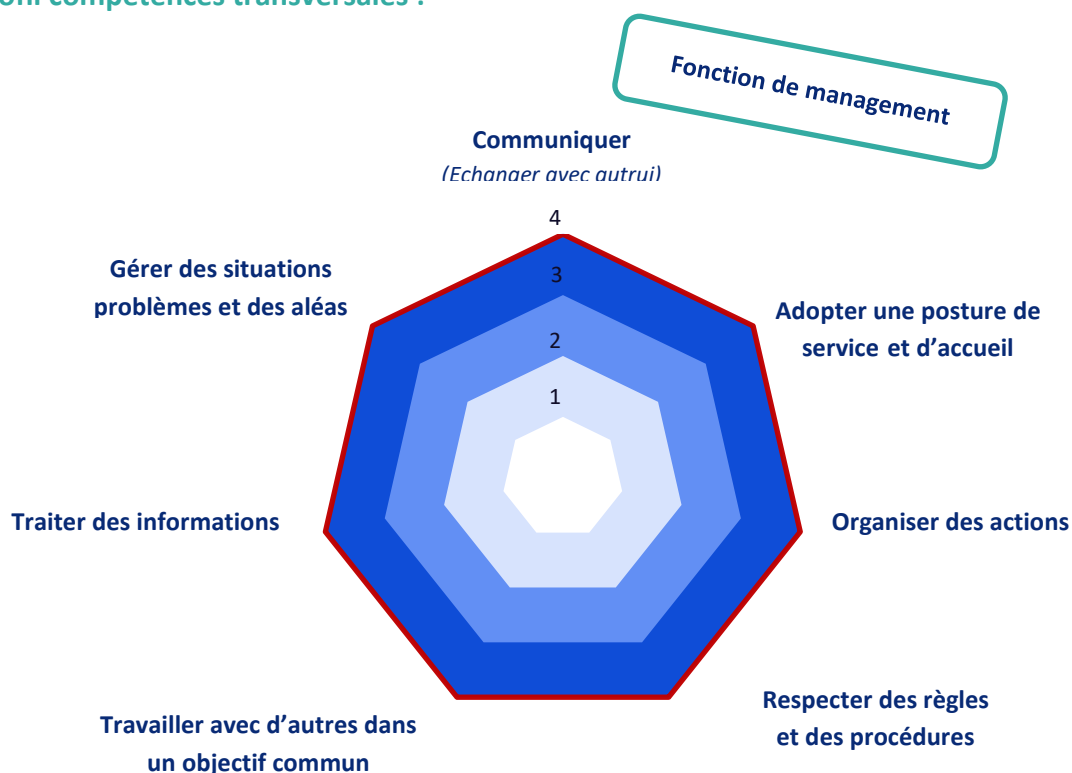 compétences transversales :
Fonction de management
Communiquer
(Echanger avec autrui)
4
3
2
1
Gérer des situations
problèmes et des aléas
Adopter une posture de
service et d'accueil
Traiter des informations
Organiser des actions
Travailler avec d'autres dans
un objectif commun
Respecter des règles
et des procédures